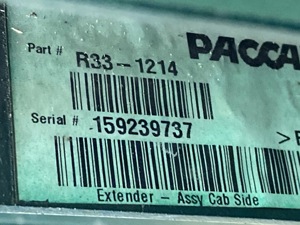 Part # R33-1214 PACCA
Serial # 159239737 >
Extender - Assy Cab Side